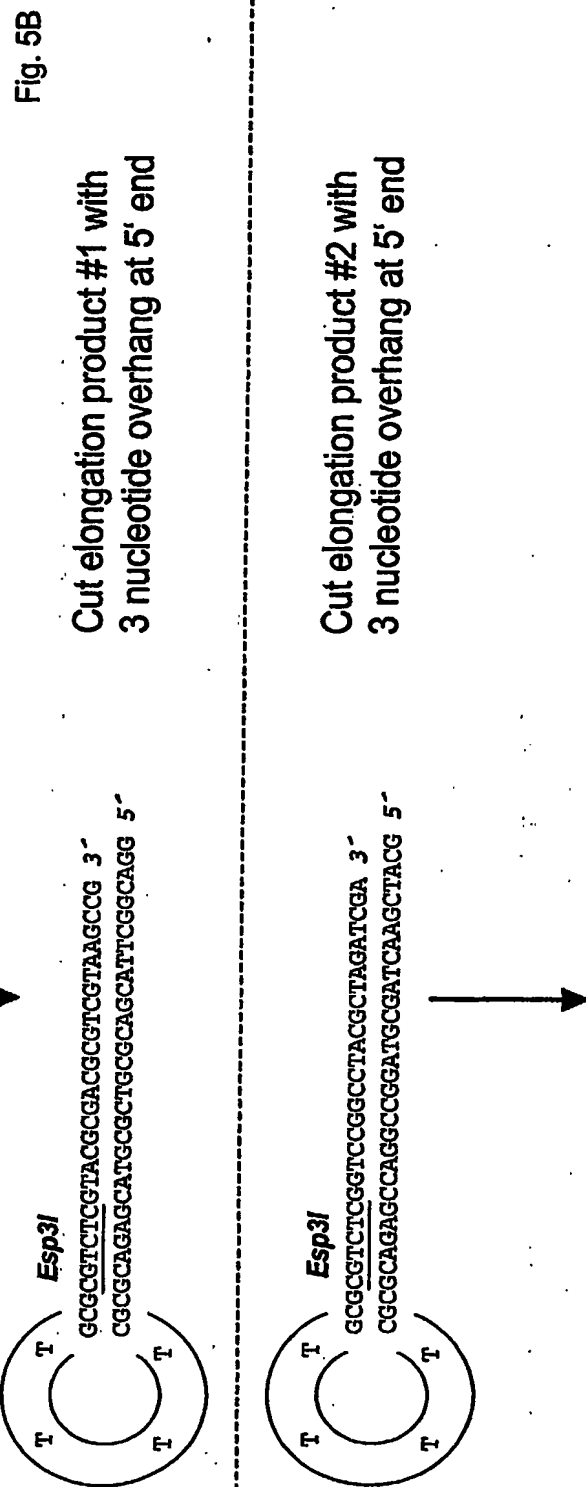 Fig. 5B
Esp3I
T T
GCGCGTCTCGTACGCGACGCGTCGTAAGCCG 3´
CGCGCAGAGCATGCGCTGCGCAGCATTCGGCAGG 5´
T T
Cut elongation product #1 with
3 nucleotide overhang at 5‘ end
Esp3I
T T
GCGCGTCTCGGTCCGGCCTACGCTAGATCGA 3´
CGCGCAGAGCCAGGCCGGATGCGATCAAGCTACG 5´
T T
Cut elongation product #2 with
3 nucleotide overhang at 5‘ end